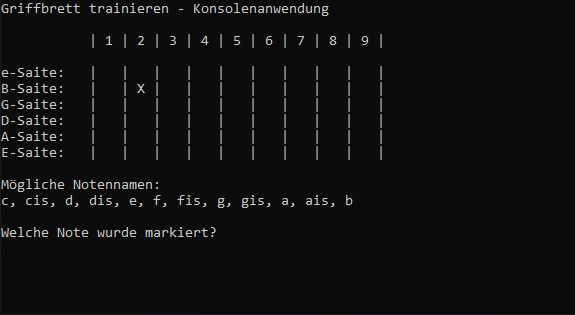 Griffbrett trainieren - Konsolenanwendung
| 1 | 2 | 3 | 4 | 5 | 6 | 7 | 8 | 9 |
e-Saite:   |   |   |   |   |   |   |   |   |   |
B-Saite:   |   | X |   |   |   |   |   |   |   |
G-Saite:   |   |   |   |   |   |   |   |   |   |
D-Saite:   |   |   |   |   |   |   |   |   |   |
A-Saite:   |   |   |   |   |   |   |   |   |   |
E-Saite:   |   |   |   |   |   |   |   |   |   |
Mögliche Notennamen:
c, cis, d, dis, e, f, fis, g, gis, a, ais, b
Welche Note wurde markiert?